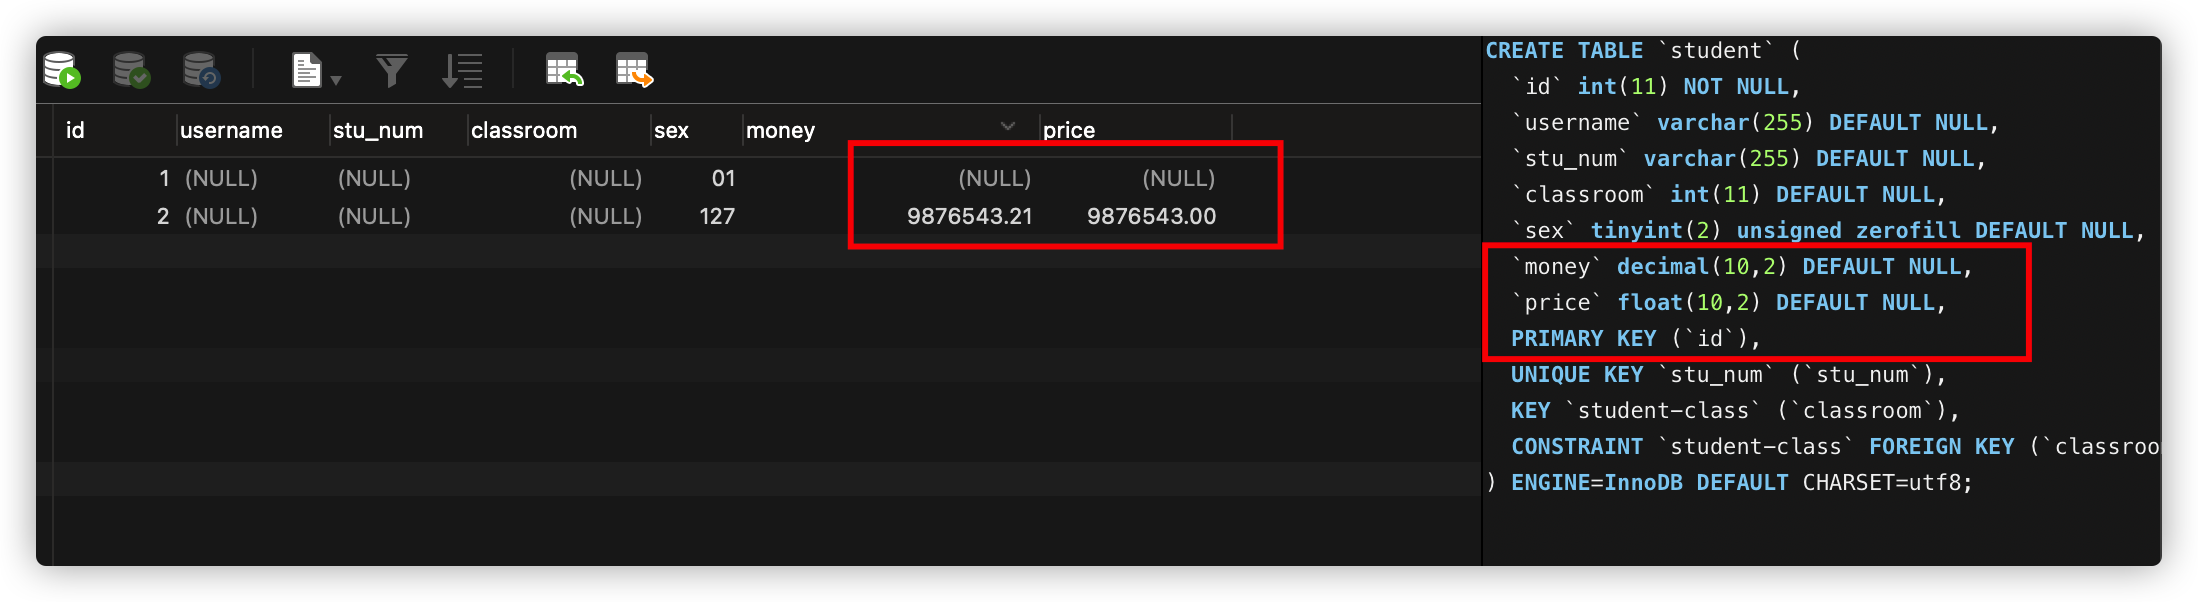 id username stu_num classroom sex money price
1 (NULL) (NULL) (NULL) 01 (NULL) (NULL)
2 (NULL) (NULL) (NULL) 127 9876543.21 9876543.00
CREATE TABLE `student` (
`id` int(11) NOT NULL,
`username` varchar(255) DEFAULT NULL,
`stu_num` varchar(255) DEFAULT NULL,
`classroom` int(11) DEFAULT NULL,
`sex` tinyint(2) unsigned zerofill DEFAULT NULL,
`money` decimal(10,2) DEFAULT NULL,
`price` float(10,2) DEFAULT NULL,
PRIMARY KEY (`id`),
UNIQUE KEY `stu_num` (`stu_num`),
KEY `student-class` (`classroom`),
CONSTRAINT `student-class` FOREIGN KEY (`classroo
) ENGINE=InnoDB DEFAULT CHARSET=utf8;